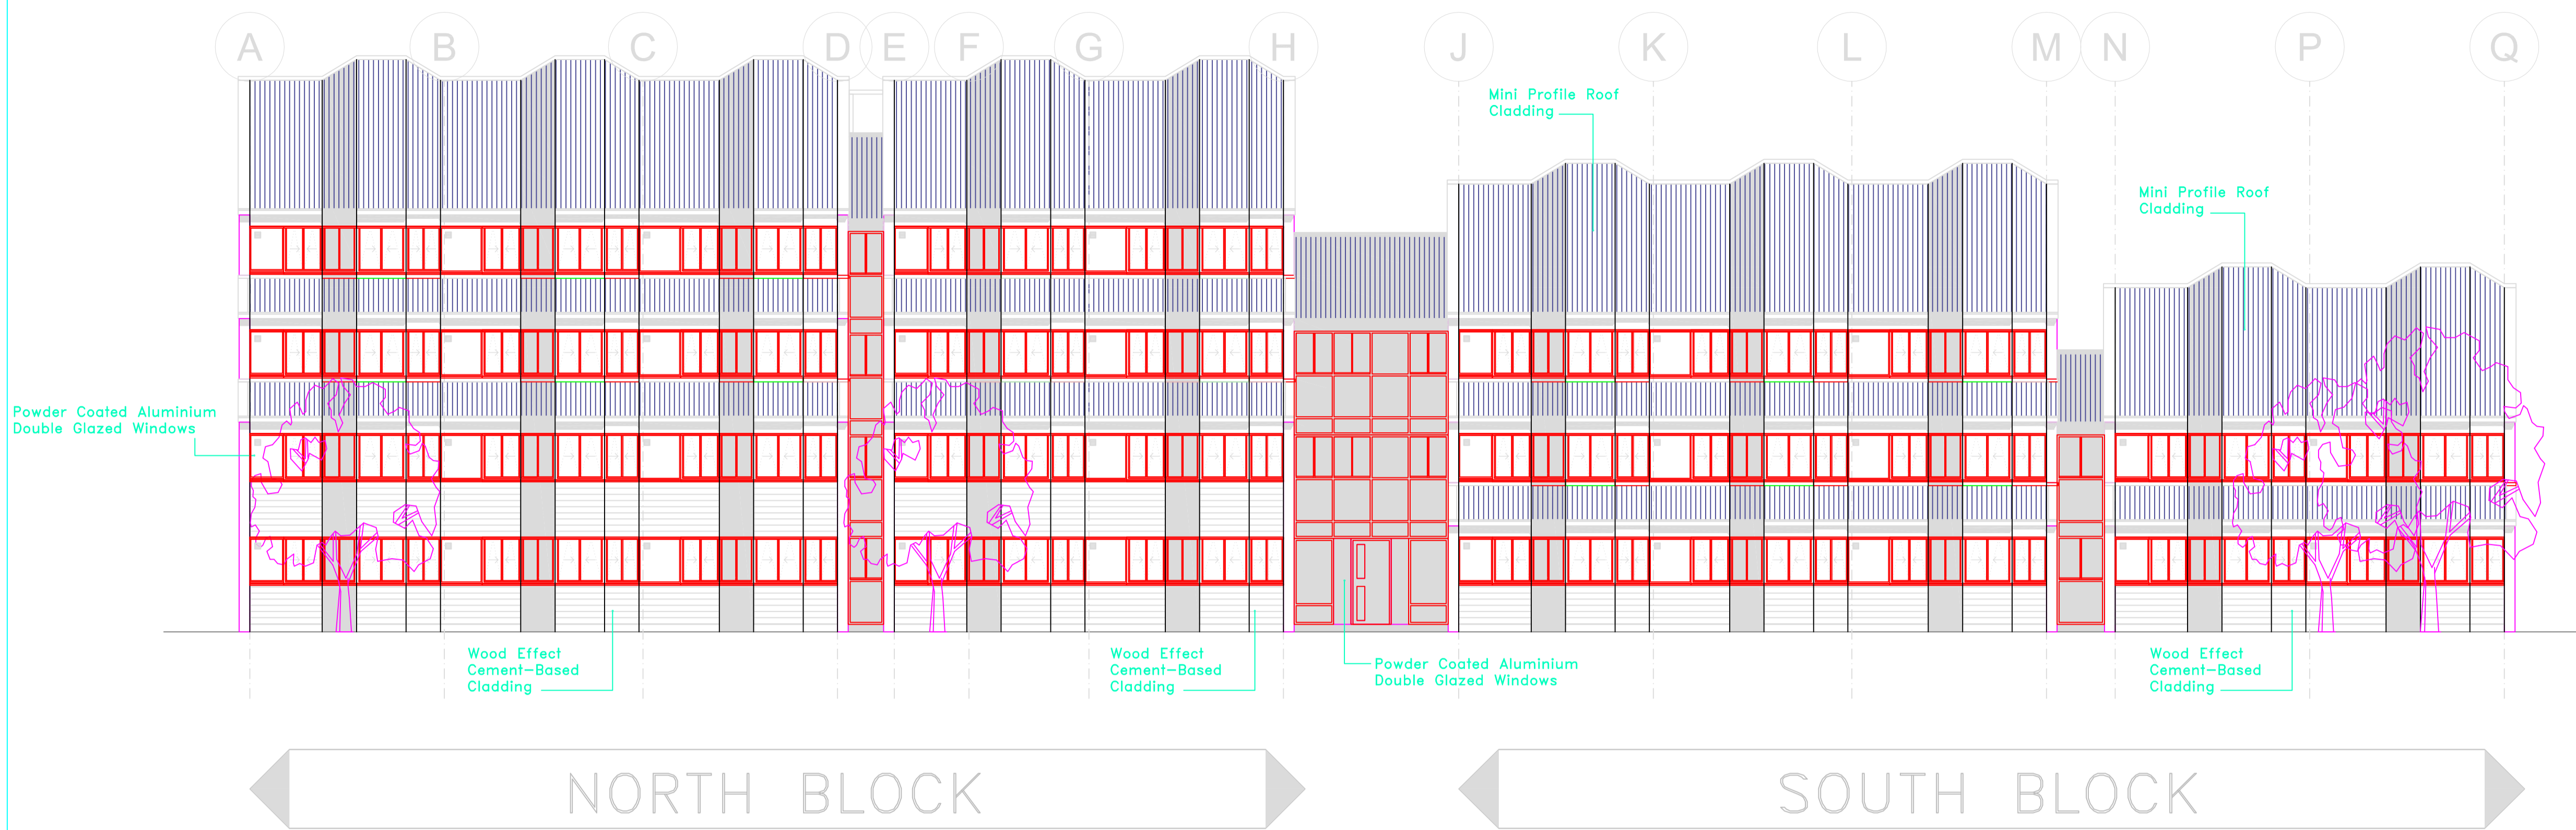 A B C D E F G H J K L M N P Q
Mini Profile Roof
Cladding
Mini Profile Roof
Cladding
Powder Coated Aluminium
Double Glazed Windows
Wood Effect
Cement-Based
Cladding
Wood Effect
Cement-Based
Cladding
Powder Coated Aluminium
Double Glazed Windows
Wood Effect
Cement-Based
Cladding
NORTH BLOCK
SOUTH BLOCK